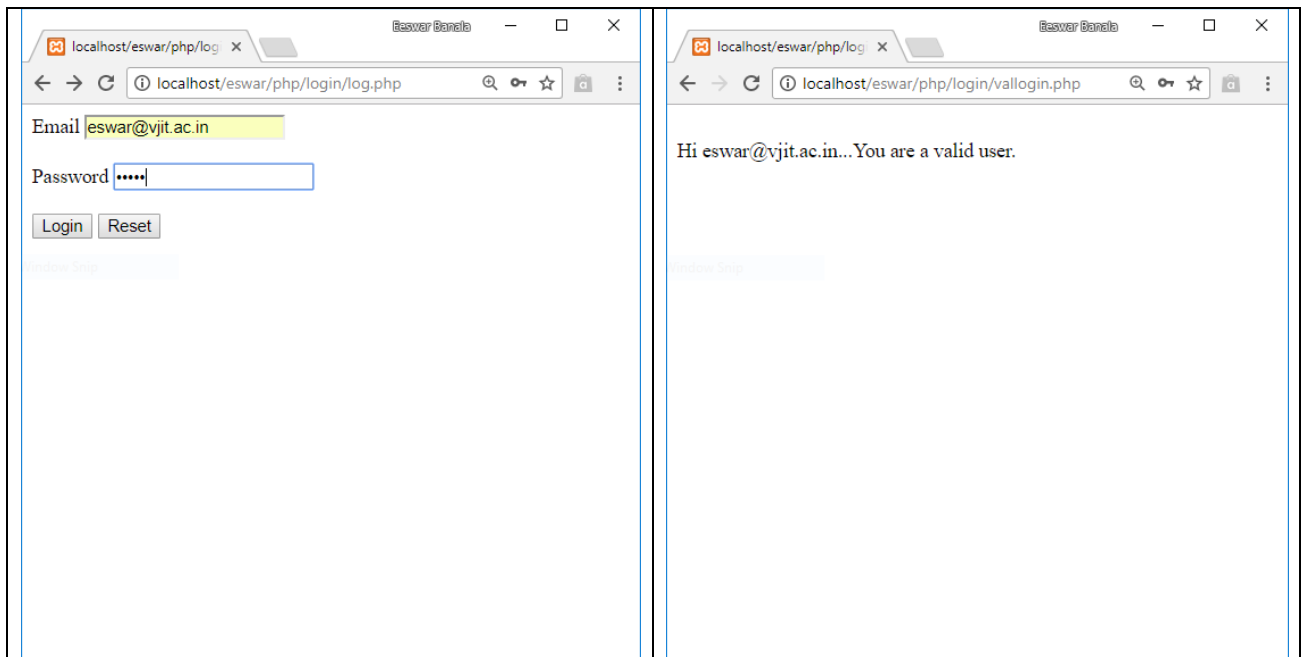 Eeswar Banala
localhost/eswar/php/log
localhost/eswar/php/login/log.php
Email eswar@vjit.ac.in
Password •••••
Login Reset
Window Snip
Eeswar Banala
localhost/eswar/php/log
localhost/eswar/php/login/vallogin.php
Hi eswar@vjit.ac.in...You are a valid user.
Window Snip